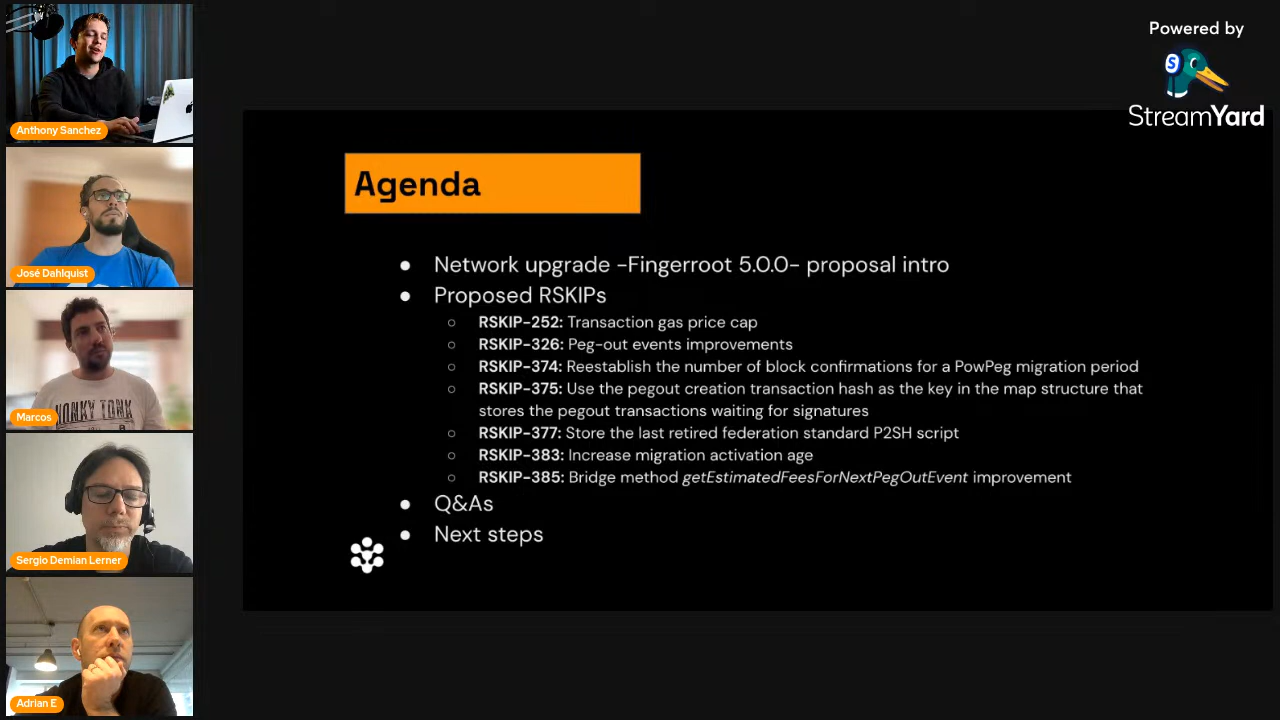 Anthony Sanchez
José Dahlquist
HONKY TONK
Marcos
Sergio Demian Lerner
Adrian E
Powered by
S
StreamYard
Agenda
● Network upgrade -Fingerroot 5.0.0- proposal intro
● Proposed RSKIPs
○ RSKIP-252: Transaction gas price cap
○ RSKIP-326: Peg-out events improvements
○ RSKIP-374: Reestablish the number of block confirmations for a PowPeg migration period
○ RSKIP-375: Use the pegout creation transaction hash as the key in the map structure that
stores the pegout transactions waiting for signatures
○ RSKIP-377: Store the last retired federation standard P2SH script
○ RSKIP-383: Increase migration activation age
○ RSKIP-385: Bridge method getEstimatedFeesForNextPegOutEvent improvement
● Q&As
● Next steps